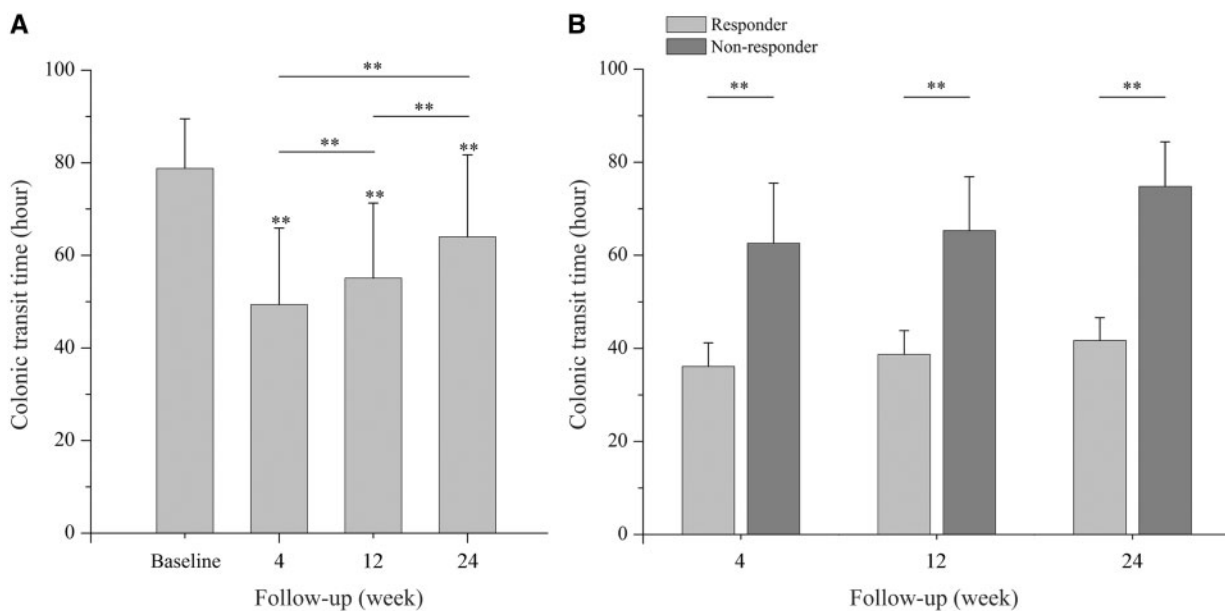 A
Colonic transit time (hour)
100
80
60
40
20
0
**
**
**
**
**
**
Baseline 4 12 24
Follow-up (week)
B
Responder
Non-responder
Colonic transit time (hour)
100
80
60
40
20
0
** ** **
4 12 24
Follow-up (week)